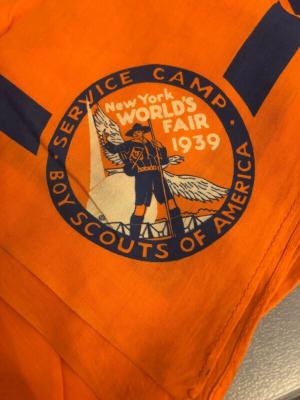 SERVICE CAMP·
New York
WORLD'S
FAIR
1939
·BOY SCOUTS OF AMERICA